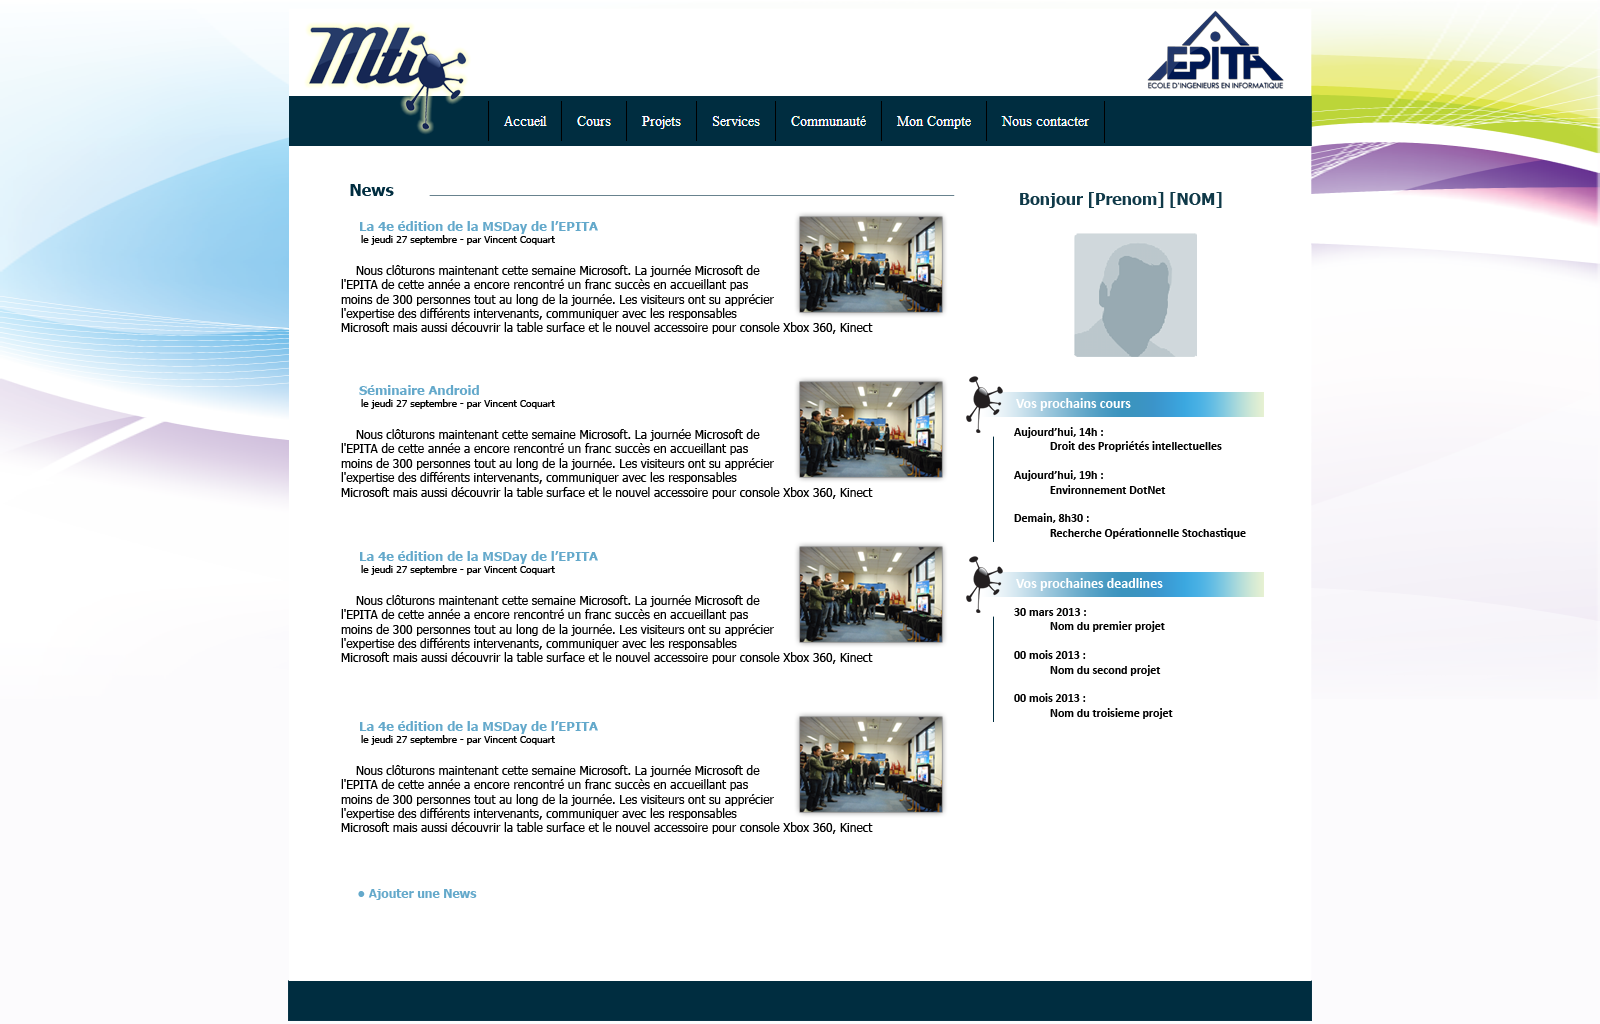 Mti
EPITA
ECOLE D'INGENIEURS EN INFORMATIQUE
Accueil
Cours
Projets
Services
Communauté
Mon Compte
Nous contacter
News
La 4e édition de la MSDay de l’EPITA
le jeudi 27 septembre - par Vincent Coquart
Nous clôturons maintenant cette semaine Microsoft. La journée Microsoft de
l'EPITA de cette année a encore rencontré un franc succès en accueillant pas
moins de 300 personnes tout au long de la journée. Les visiteurs ont su apprécier
l'expertise des différents intervenants, communiquer avec les responsables
Microsoft mais aussi découvrir la table surface et le nouvel accessoire pour console Xbox 360, Kinect
Séminaire Android
le jeudi 27 septembre - par Vincent Coquart
Nous clôturons maintenant cette semaine Microsoft. La journée Microsoft de
l'EPITA de cette année a encore rencontré un franc succès en accueillant pas
moins de 300 personnes tout au long de la journée. Les visiteurs ont su apprécier
l'expertise des différents intervenants, communiquer avec les responsables
Microsoft mais aussi découvrir la table surface et le nouvel accessoire pour console Xbox 360, Kinect
La 4e édition de la MSDay de l’EPITA
le jeudi 27 septembre - par Vincent Coquart
Nous clôturons maintenant cette semaine Microsoft. La journée Microsoft de
l'EPITA de cette année a encore rencontré un franc succès en accueillant pas
moins de 300 personnes tout au long de la journée. Les visiteurs ont su apprécier
l'expertise des différents intervenants, communiquer avec les responsables
Microsoft mais aussi découvrir la table surface et le nouvel accessoire pour console Xbox 360, Kinect
La 4e édition de la MSDay de l’EPITA
le jeudi 27 septembre - par Vincent Coquart
Nous clôturons maintenant cette semaine Microsoft. La journée Microsoft de
l'EPITA de cette année a encore rencontré un franc succès en accueillant pas
moins de 300 personnes tout au long de la journée. Les visiteurs ont su apprécier
l'expertise des différents intervenants, communiquer avec les responsables
Microsoft mais aussi découvrir la table surface et le nouvel accessoire pour console Xbox 360, Kinect
• Ajouter une News
Bonjour [Prenom] [NOM]
Vos prochains cours
Aujourd’hui, 14h :
Droit des Propriétés intellectuelles
Aujourd’hui, 19h :
Environnement DotNet
Demain, 8h30 :
Recherche Opérationnelle Stochastique
Vos prochaines deadlines
30 mars 2013 :
Nom du premier projet
00 mois 2013 :
Nom du second projet
00 mois 2013 :
Nom du troisieme projet